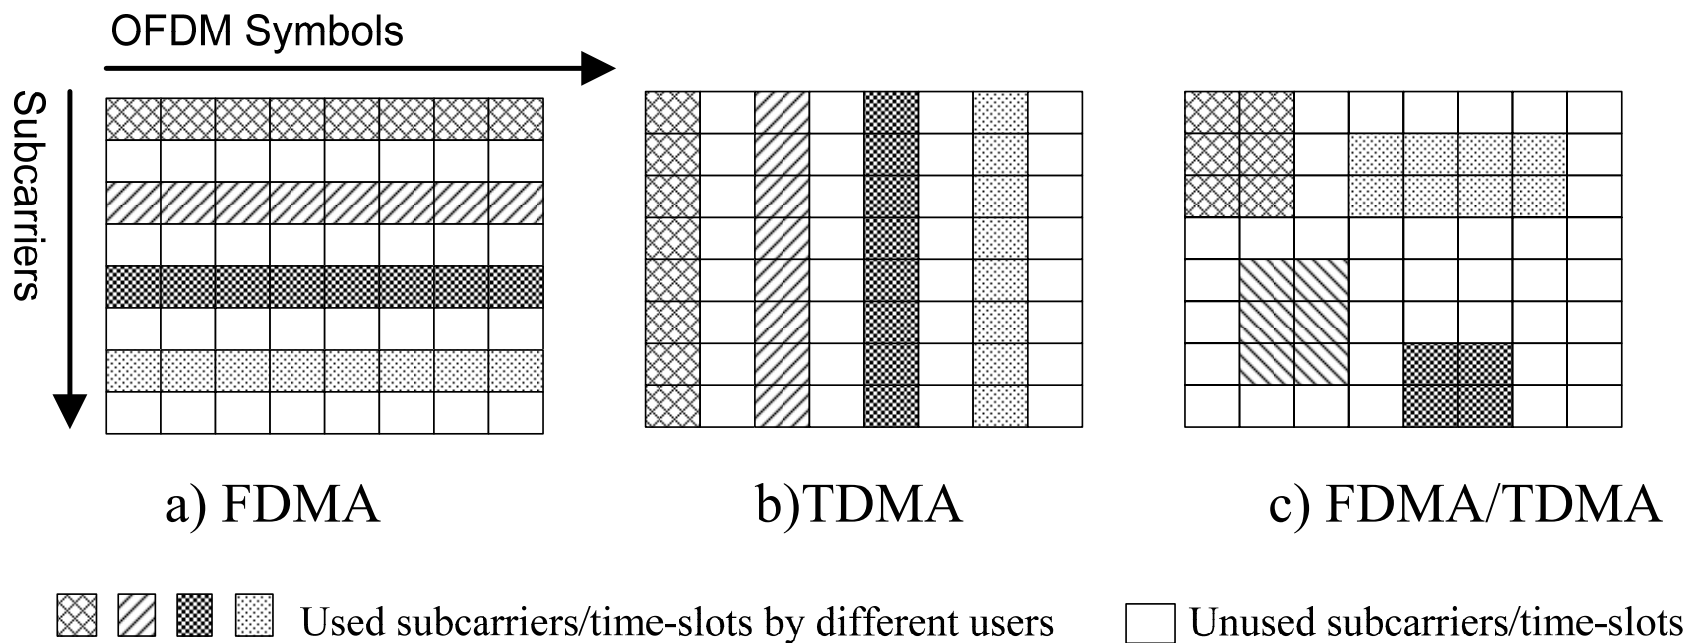 OFDM Symbols
Subcarriers
a) FDMA
b)TDMA
c) FDMA/TDMA
Used subcarriers/time-slots by different users
Unused subcarriers/time-slots